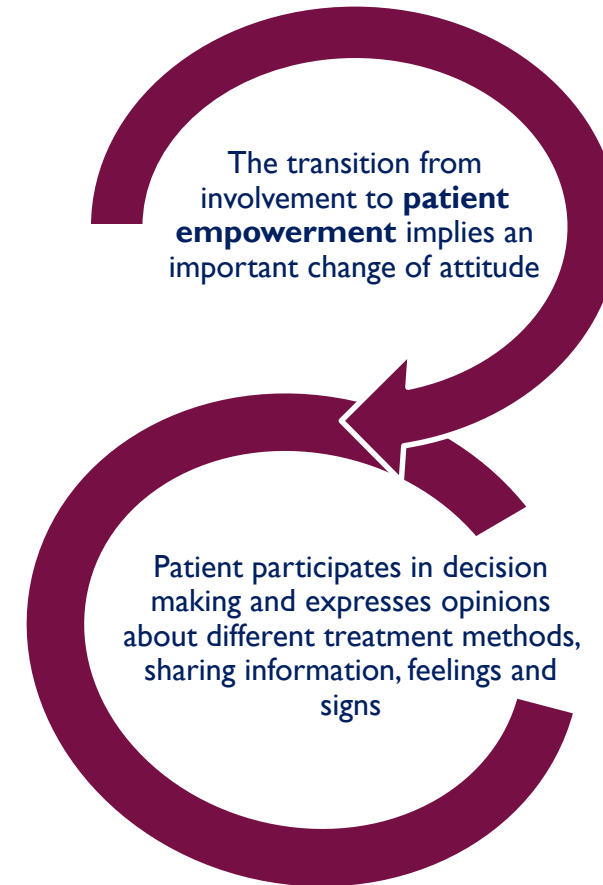 The transition from
involvement to patient
empowerment implies an
important change of attitude
Patient participates in decision
making and expresses opinions
about different treatment methods,
sharing information, feelings and
signs